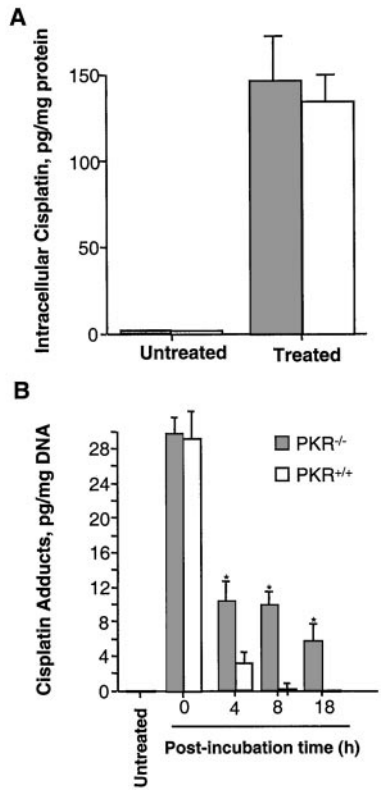 A
Intracellular Cisplatin, pg/mg protein
150
100
50
0
Untreated
Treated
B
Cisplatin Adducts, pg/mg DNA
28
24
20
16
12
8
4
0
PKR-/-
PKR+/+
*
*
*
Untreated
0
4
8
18
Post-incubation time (h)